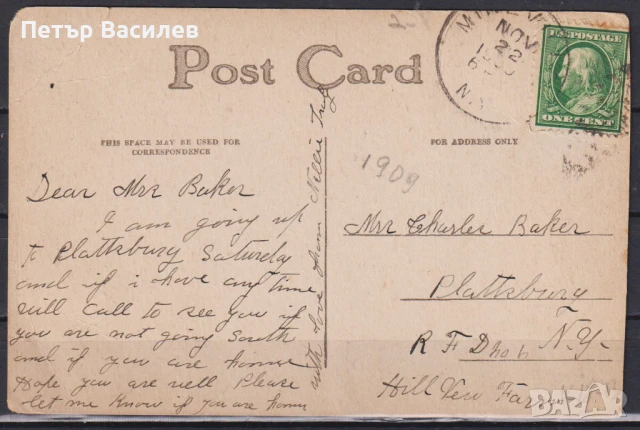 Петър Василев
Post Card
THIS SPACE MAY BE USED FOR
CORRESPONDENCE
FOR ADDRESS ONLY
NOV
22
N.Y.
U.S. POSTAGE
ONE CENT
1909
Dear Mrs Baker
I am going up
to Plattsburg Saturday
and if i have any time
will call to see you if
you are not going South
and if you are home
Hope you are well Please
let me know if you are home
with love from Nellie
Mrs Charles Baker
Plattsburg
N.Y.
R F D
Hill View Farm
BAZAR